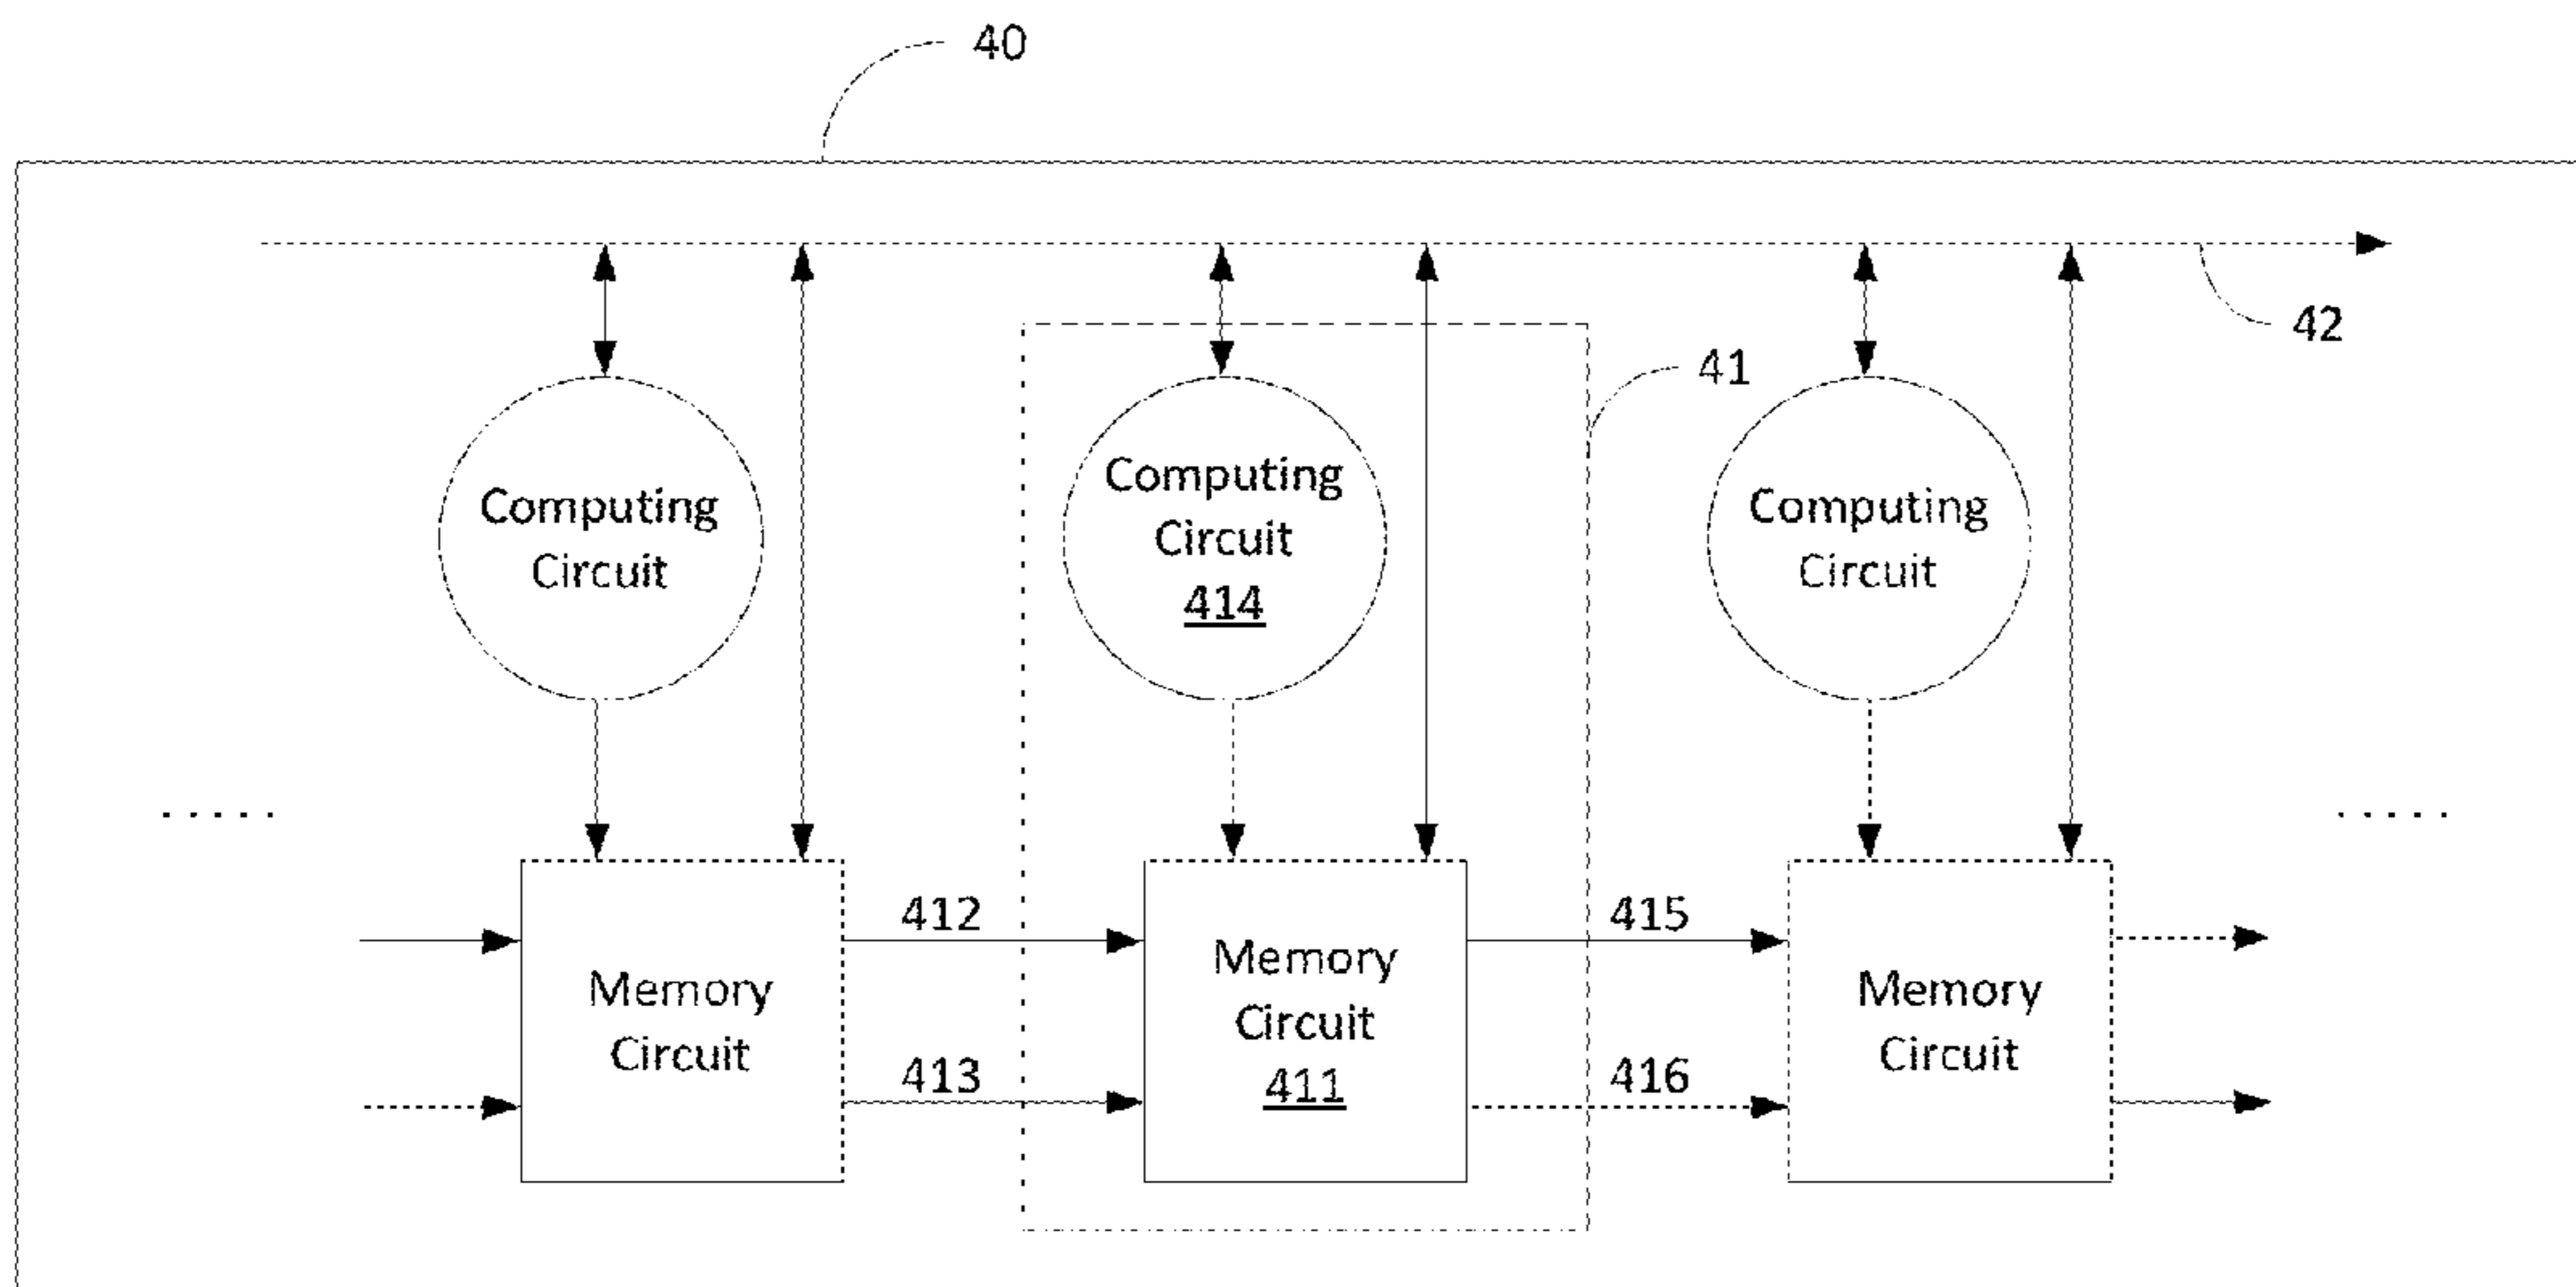 40
42
41
Computing
Circuit
Computing
Circuit
414
Computing
Circuit
.....
.....
412
415
Memory
Circuit
Memory
Circuit
411
Memory
Circuit
413
416